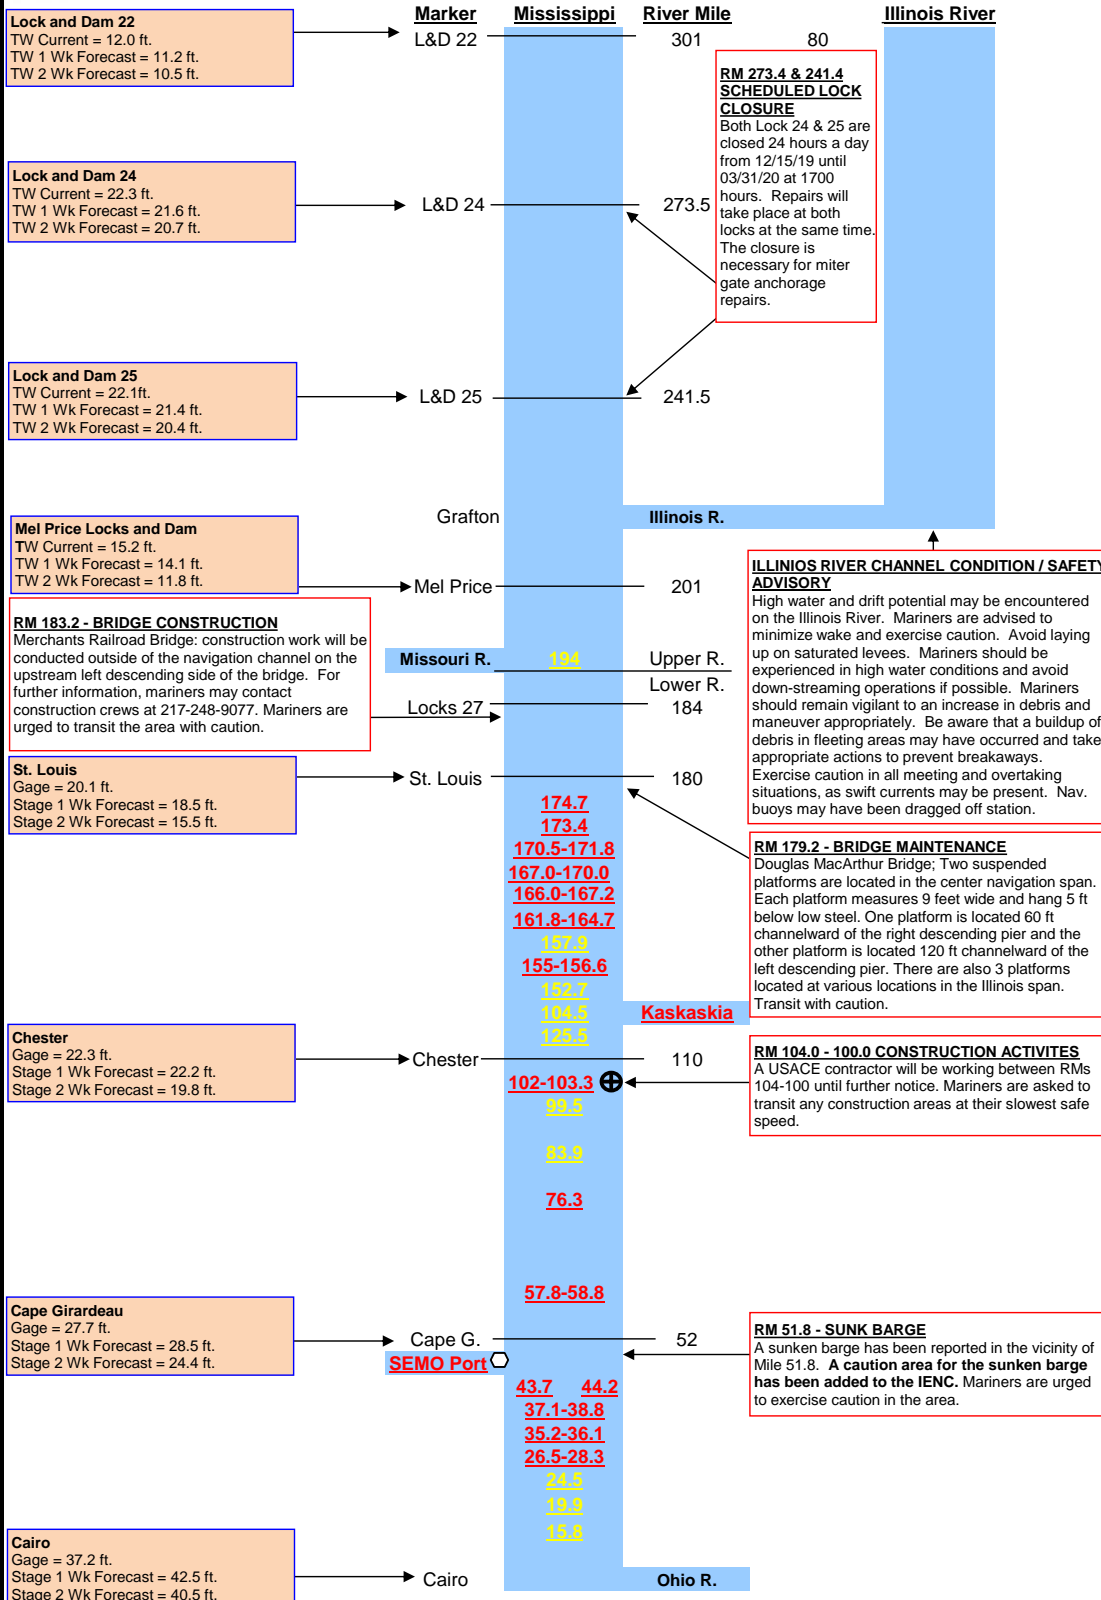 Marker Mississippi River Mile Illinois River
Lock and Dam 22
TW Current = 12.0 ft.
TW 1 Wk Forecast = 11.2 ft.
TW 2 Wk Forecast = 10.5 ft.
L&D 22 301 80
RM 273.4 & 241.4
SCHEDULED LOCK
CLOSURE
Both Lock 24 & 25 are
closed 24 hours a day
from 12/15/19 until
03/31/20 at 1700
hours. Repairs will
take place at both
locks at the same time.
The closure is
necessary for miter
gate anchorage
repairs.
Lock and Dam 24
TW Current = 22.3 ft.
TW 1 Wk Forecast = 21.6 ft.
TW 2 Wk Forecast = 20.7 ft.
L&D 24 273.5
Lock and Dam 25
TW Current = 22.1ft.
TW 1 Wk Forecast = 21.4 ft.
TW 2 Wk Forecast = 20.4 ft.
L&D 25 241.5
Grafton Illinois R.
Mel Price Locks and Dam
TW Current = 15.2 ft.
TW 1 Wk Forecast = 14.1 ft.
TW 2 Wk Forecast = 11.8 ft.
Mel Price 201
ILLINIOS RIVER CHANNEL CONDITION / SAFETY
ADVISORY
High water and drift potential may be encountered
on the Illinois River. Mariners are advised to
minimize wake and exercise caution. Avoid laying
up on saturated levees. Mariners should be
experienced in high water conditions and avoid
down-streaming operations if possible. Mariners
should remain vigilant to an increase in debris and
maneuver appropriately. Be aware that a buildup of
debris in fleeting areas may have occurred and take
appropriate actions to prevent breakaways.
Exercise caution in all meeting and overtaking
situations, as swift currents may be present. Nav.
buoys may have been dragged off station.
RM 183.2 - BRIDGE CONSTRUCTION
Merchants Railroad Bridge: construction work will be
conducted outside of the navigation channel on the
upstream left descending side of the bridge. For
further information, mariners may contact
construction crews at 217-248-9077. Mariners are
urged to transit the area with caution.
Missouri R. 194 Upper R.
Lower R.
Locks 27 184
St. Louis
Gage = 20.1 ft.
Stage 1 Wk Forecast = 18.5 ft.
Stage 2 Wk Forecast = 15.5 ft.
St. Louis 180
174.7
173.4
170.5-171.8
167.0-170.0
166.0-167.2
161.8-164.7
157.9
155-156.6
152.7
104.5 Kaskaskia
125.5
RM 179.2 - BRIDGE MAINTENANCE
Douglas MacArthur Bridge; Two suspended
platforms are located in the center navigation span.
Each platform measures 9 feet wide and hang 5 ft
below low steel. One platform is located 60 ft
channelward of the right descending pier and the
other platform is located 120 ft channelward of the
left descending pier. There are also 3 platforms
located at various locations in the Illinois span.
Transit with caution.
Chester
Gage = 22.3 ft.
Stage 1 Wk Forecast = 22.2 ft.
Stage 2 Wk Forecast = 19.8 ft.
Chester 110
102-103.3
99.5
83.9
76.3
57.8-58.8
RM 104.0 - 100.0 CONSTRUCTION ACTIVITES
A USACE contractor will be working between RMs
104-100 until further notice. Mariners are asked to
transit any construction areas at their slowest safe
speed.
Cape Girardeau
Gage = 27.7 ft.
Stage 1 Wk Forecast = 28.5 ft.
Stage 2 Wk Forecast = 24.4 ft.
Cape G. 52
SEMO Port
RM 51.8 - SUNK BARGE
A sunken barge has been reported in the vicinity of
Mile 51.8. A caution area for the sunken barge
has been added to the IENC. Mariners are urged
to exercise caution in the area.
43.7 44.2
37.1-38.8
35.2-36.1
26.5-28.3
24.5
19.9
15.8
Cairo
Gage = 37.2 ft.
Stage 1 Wk Forecast = 42.5 ft.
Stage 2 Wk Forecast = 40.5 ft.
Cairo Ohio R.